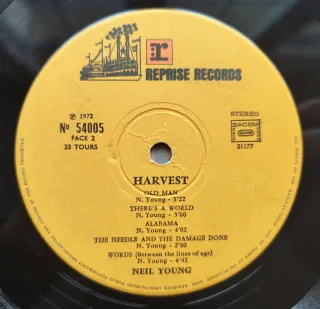 r
REPRISE RECORDS
℗ 1972
Nº 54005
FACE 2
33 TOURS
STEREO
SACEM
31177
HARVEST
OLD MAN
N. Young - 3'22
THERE'S A WORLD
N. Young - 3'00
ALABAMA
N. Young - 4'02
THE NEEDLE AND THE DAMAGE DONE
N. Young - 2'00
WORDS (Between the lines of age)
N. Young - 6'42
NEIL YOUNG